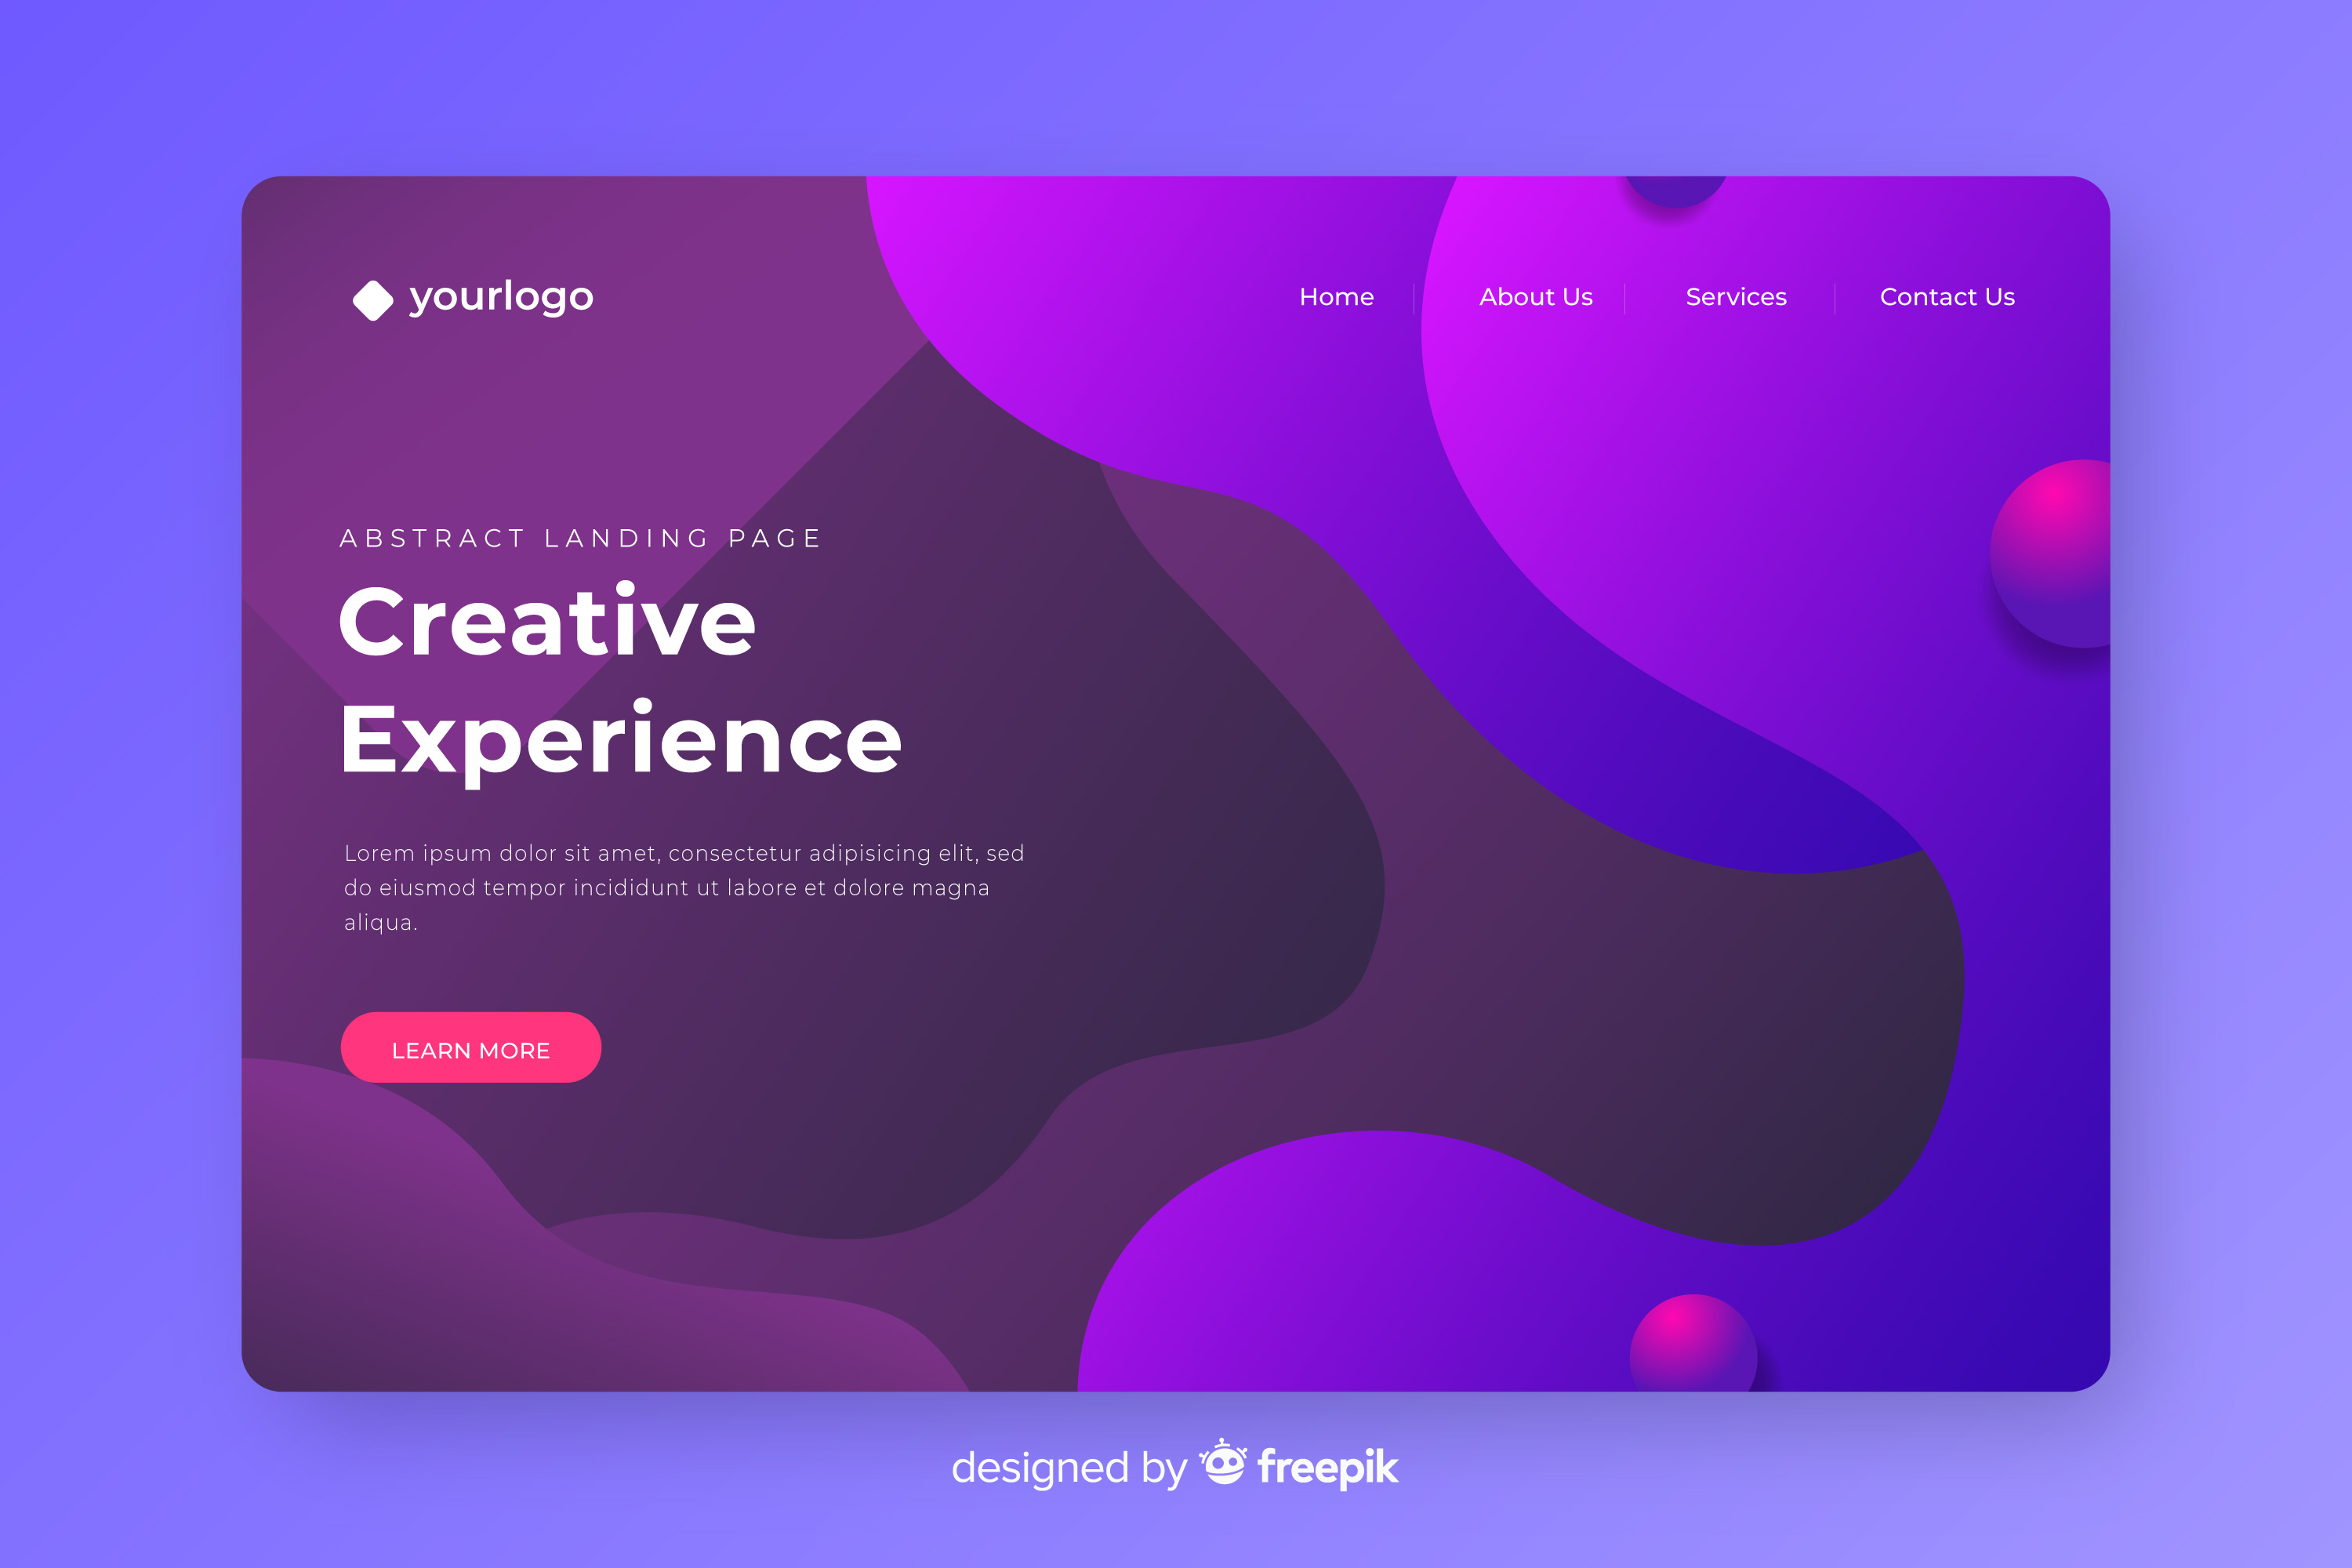 yourlogo
Home
About Us
Services
Contact Us
ABSTRACT LANDING PAGE
Creative
Experience
Lorem ipsum dolor sit amet, consectetur adipisicing elit, sed
do eiusmod tempor incididunt ut labore et dolore magna
aliqua.
LEARN MORE
designed by freepik